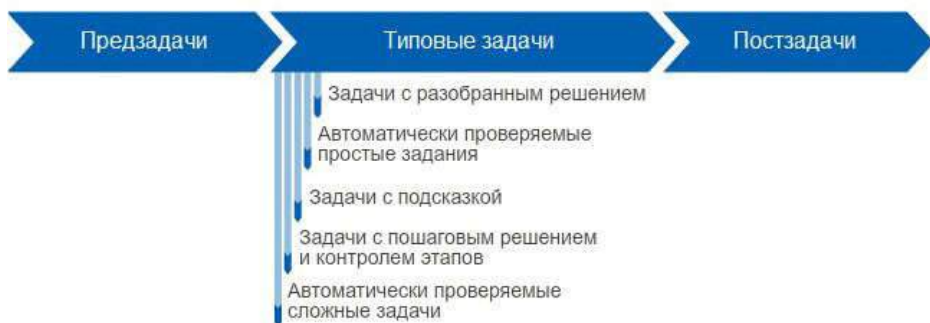 Предзадачи
Типовые задачи
Постзадачи
Задачи с разобранным решением
Автоматически проверяемые
простые задания
Задачи с подсказкой
Задачи с пошаговым решением
и контролем этапов
Автоматически проверяемые
сложные задачи